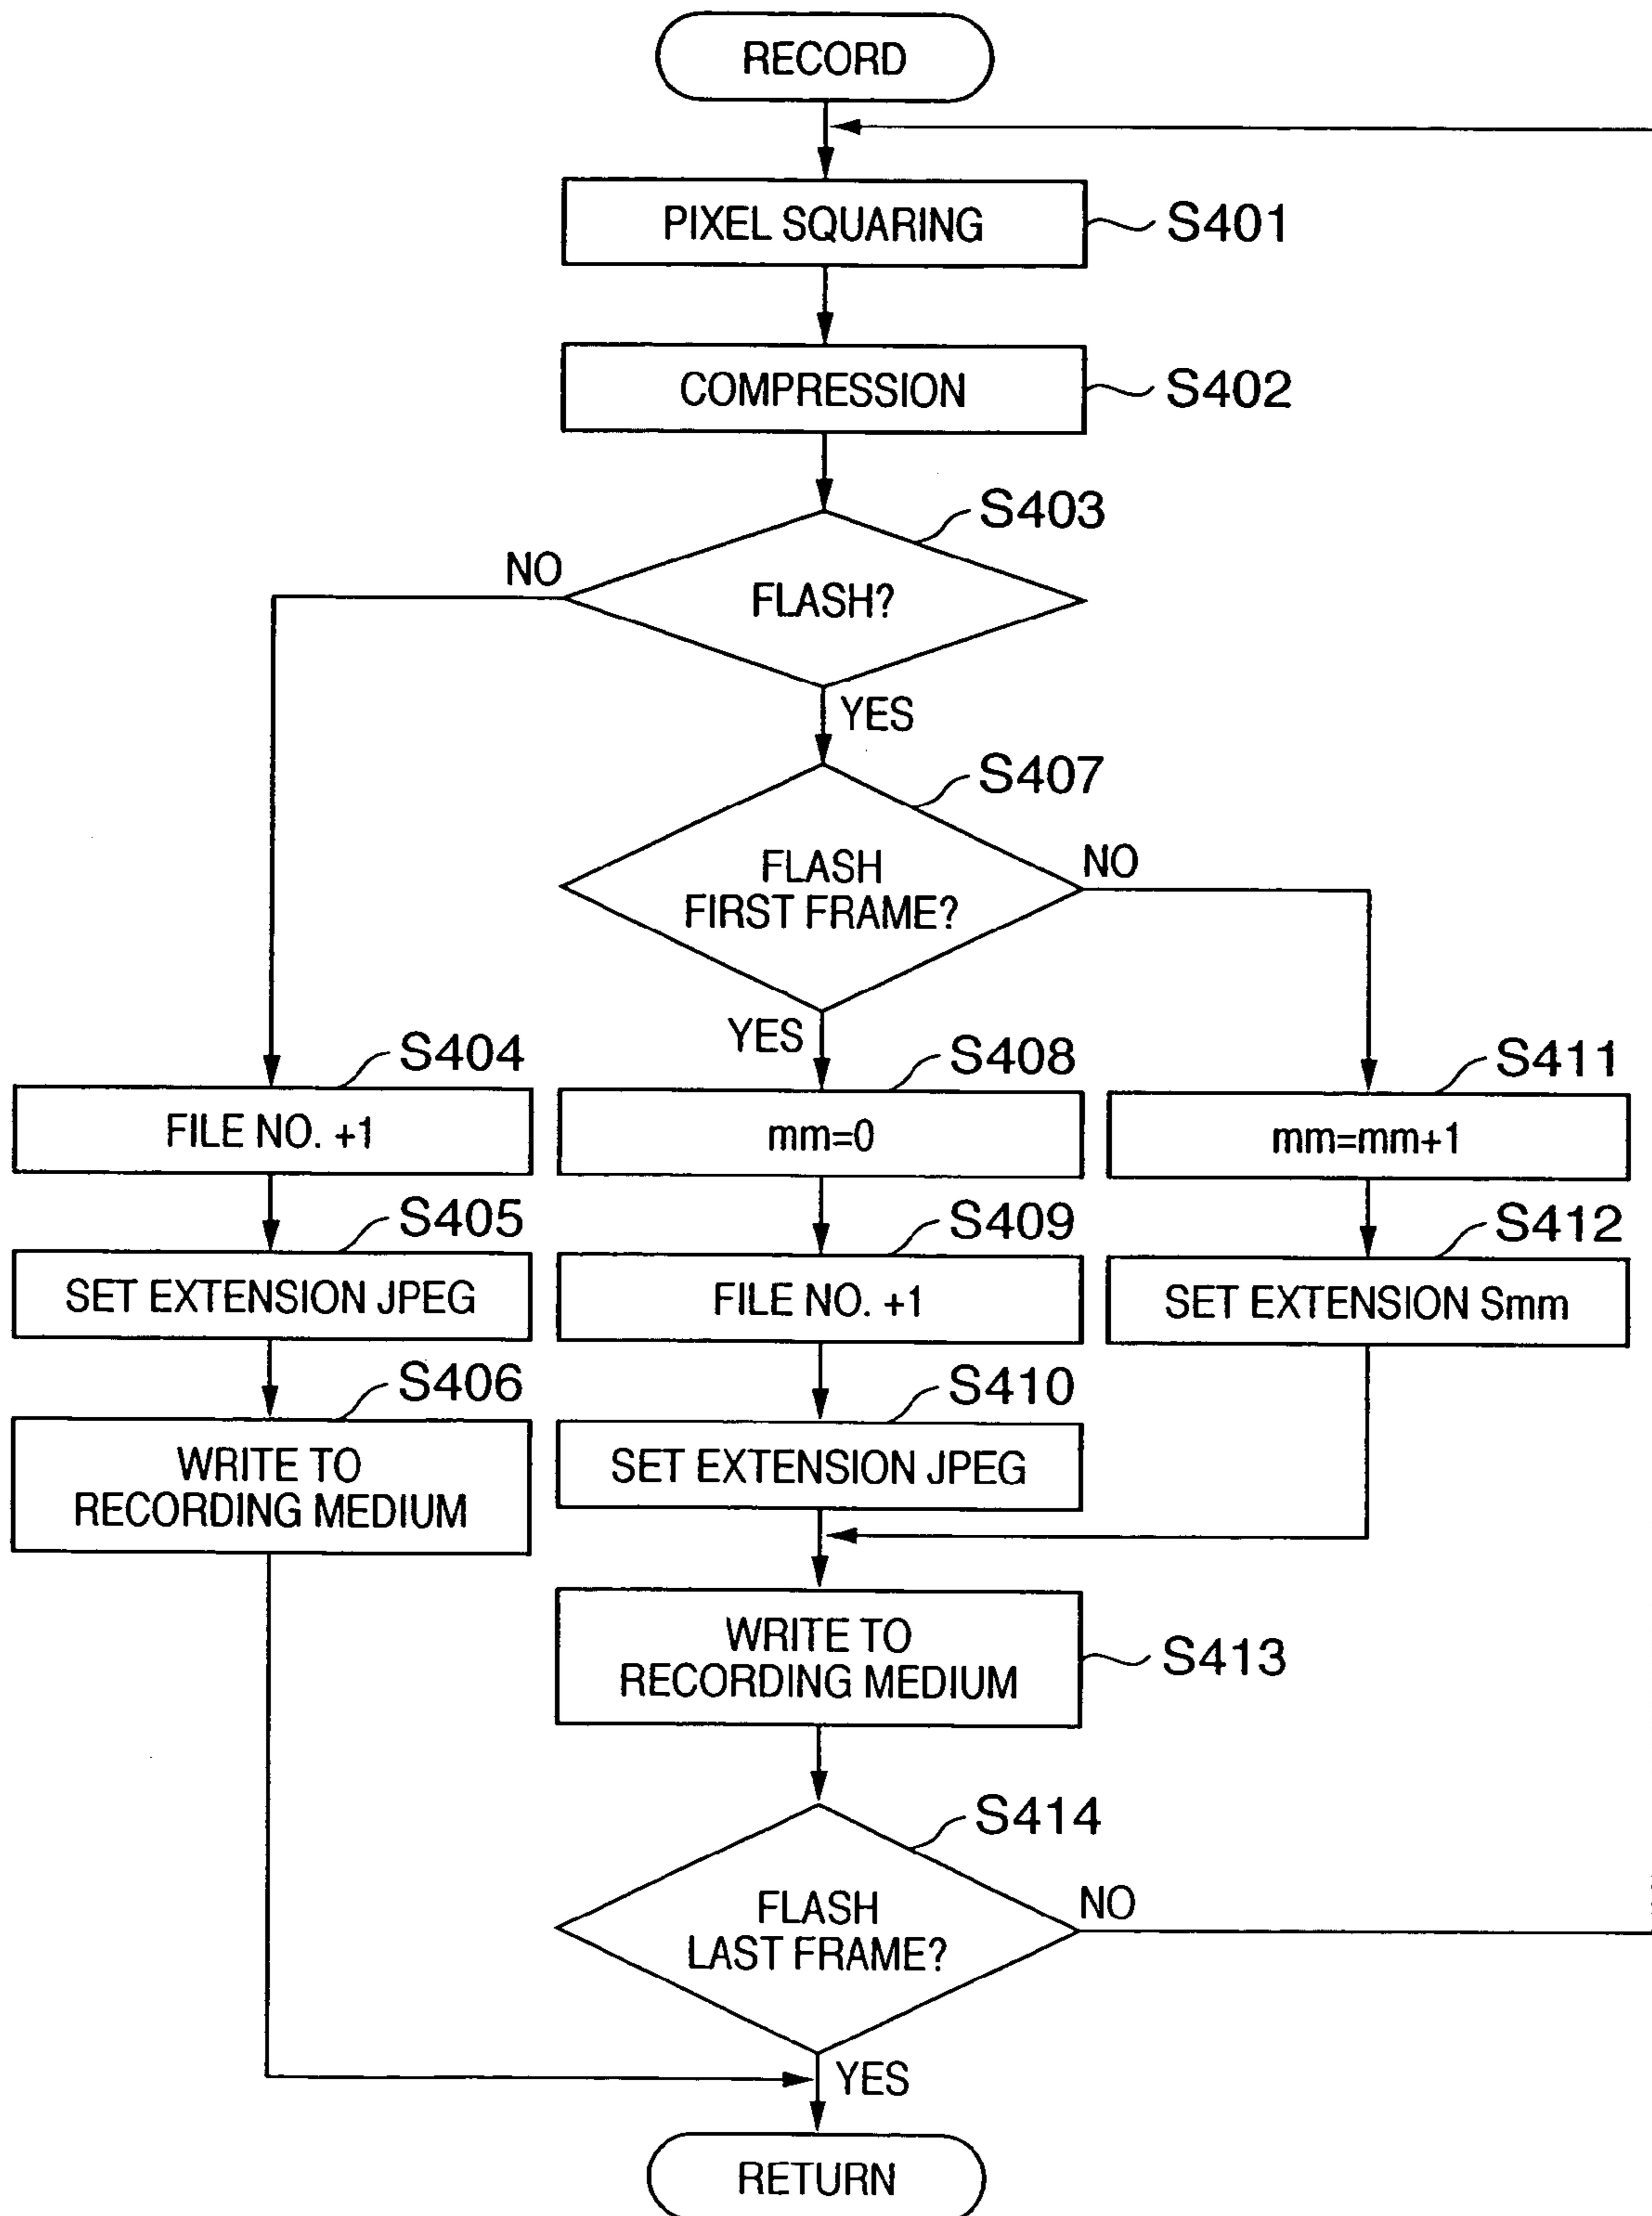 RECORD
PIXEL SQUARING
S401
COMPRESSION
S402
S403
NO
FLASH?
YES
S407
FLASH
FIRST FRAME?
NO
YES
S404
FILE NO. +1
S408
mm=0
S411
mm=mm+1
S405
SET EXTENSION JPEG
S409
FILE NO. +1
S412
SET EXTENSION Smm
S406
WRITE TO
RECORDING MEDIUM
S410
SET EXTENSION JPEG
WRITE TO
RECORDING MEDIUM
S413
S414
FLASH
LAST FRAME?
NO
YES
RETURN